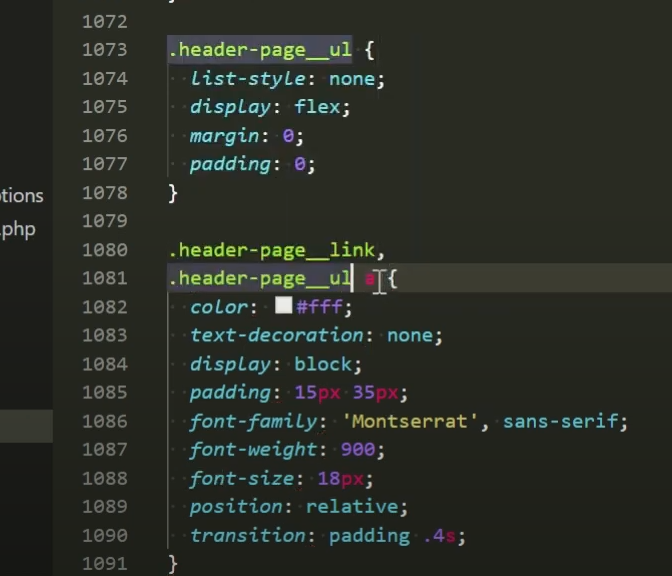 1072
1073 .header-page__ul {
1074 list-style: none;
1075 display: flex;
1076 margin: 0;
1077 padding: 0;
1078 }
tions
1079
.php
1080 .header-page__link,
1081 .header-page__ul a {
1082 color: #fff;
1083 text-decoration: none;
1084 display: block;
1085 padding: 15px 35px;
1086 font-family: 'Montserrat', sans-serif;
1087 font-weight: 900;
1088 font-size: 18px;
1089 position: relative;
1090 transition: padding .4s;
1091 }